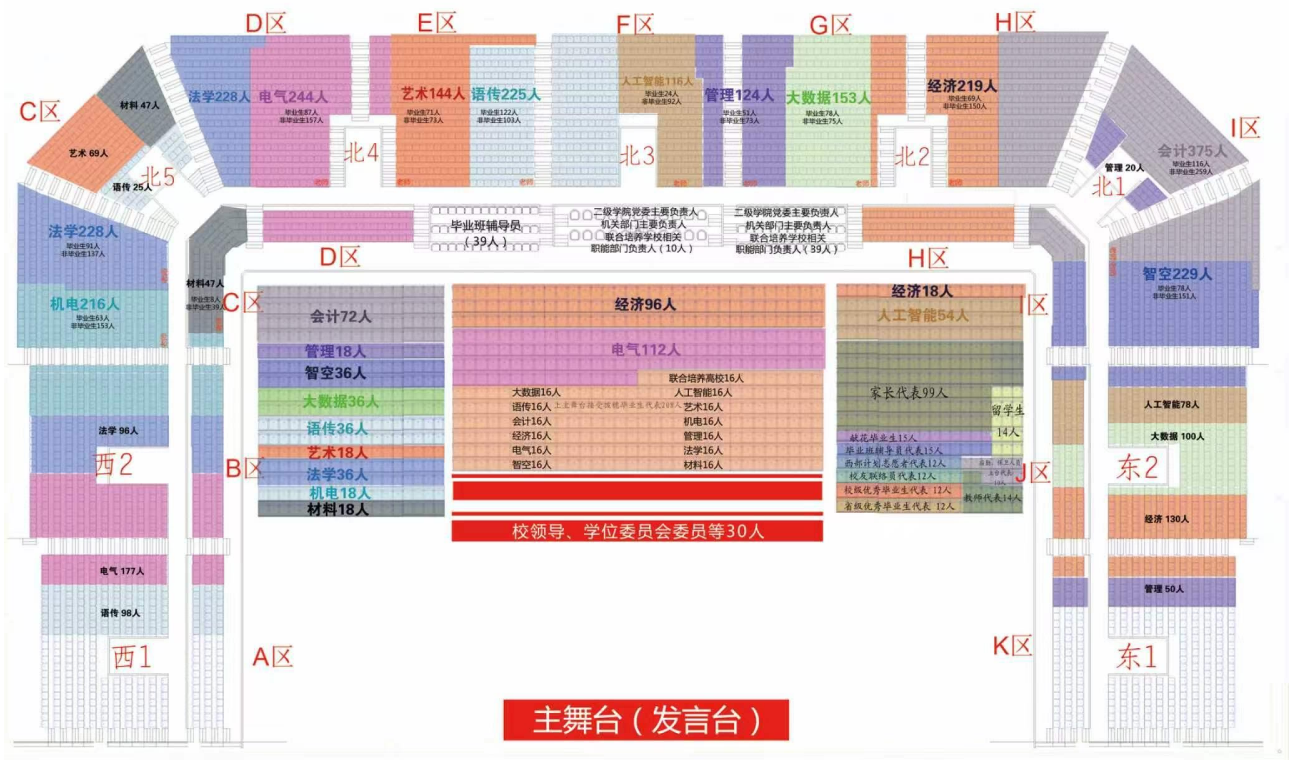 D区
E区
F区
G区
H区
C区
材料 47人
艺术 69人
语传 25人
北5
法学228人
电气244人
毕业生87人
非毕业生157人
北4
艺术144人
毕业生71人
非毕业生73人
语传225人
毕业生122人
非毕业生103人
人工智能116人
毕业生24人
非毕业生92人
北3
管理124人
毕业生51人
非毕业生73人
大数据153人
毕业生78人
非毕业生75人
北2
经济219人
毕业生69人
非毕业生150人
I区
会计375人
毕业生116人
非毕业生259人
管理 20人
北1
法学228人
毕业生91人
非毕业生137人
机电216人
毕业生63人
非毕业生153人
材料47人
毕业生8人
非毕业生39人
毕业班辅导员
（39人）
二级学院党委主要负责人
机关部门主要负责人
联合培养学校相关
职能部门负责人（10人）
二级学院党委主要负责人
机关部门主要负责人
联合培养学校相关
职能部门负责人（39人）
D区
H区
智空229人
毕业生78人
非毕业生151人
C区
会计72人
管理18人
智空36人
大数据36人
语传36人
艺术18人
B区
法学36人
机电18人
材料18人
经济96人
电气112人
联合培养高校16人
大数据16人
人工智能16人
语传16人
艺术16人
会计16人
机电16人
经济16人
管理16人
电气16人
法学16人
智空16人
材料16人
校领导、学位委员会委员等30人
经济18人
I区
人工智能54人
家长代表99人
留学生
14人
献花毕业生15人
毕业班辅导员代表15人
西部计划志愿者代表12人
校友联络员代表12人
校级优秀毕业生代表 12人
省级优秀毕业生代表 12人
教师代表14人
J区
法学 96人
西2
电气 177人
语传 98人
西1
A区
人工智能78人
大数据 100人
东2
经济 130人
管理 50人
K区
东1
主舞台（发言台）